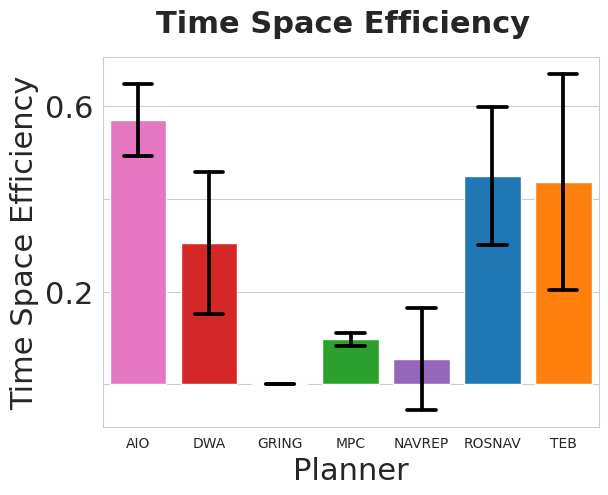 Time Space Efficiency
Time Space Efficiency
0.6
0.2
AIO DWA GRING MPC NAVREP ROSNAV TEB
Planner